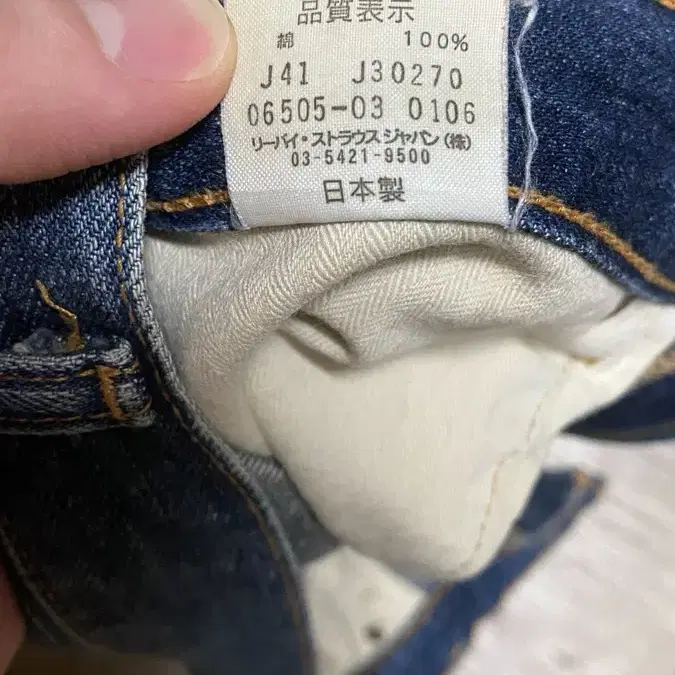 品質表示
綿 100%
J41 J30270
06505-03 0106
リーバイ・ストラウス ジャパン(株)
03-5421-9500
日本製